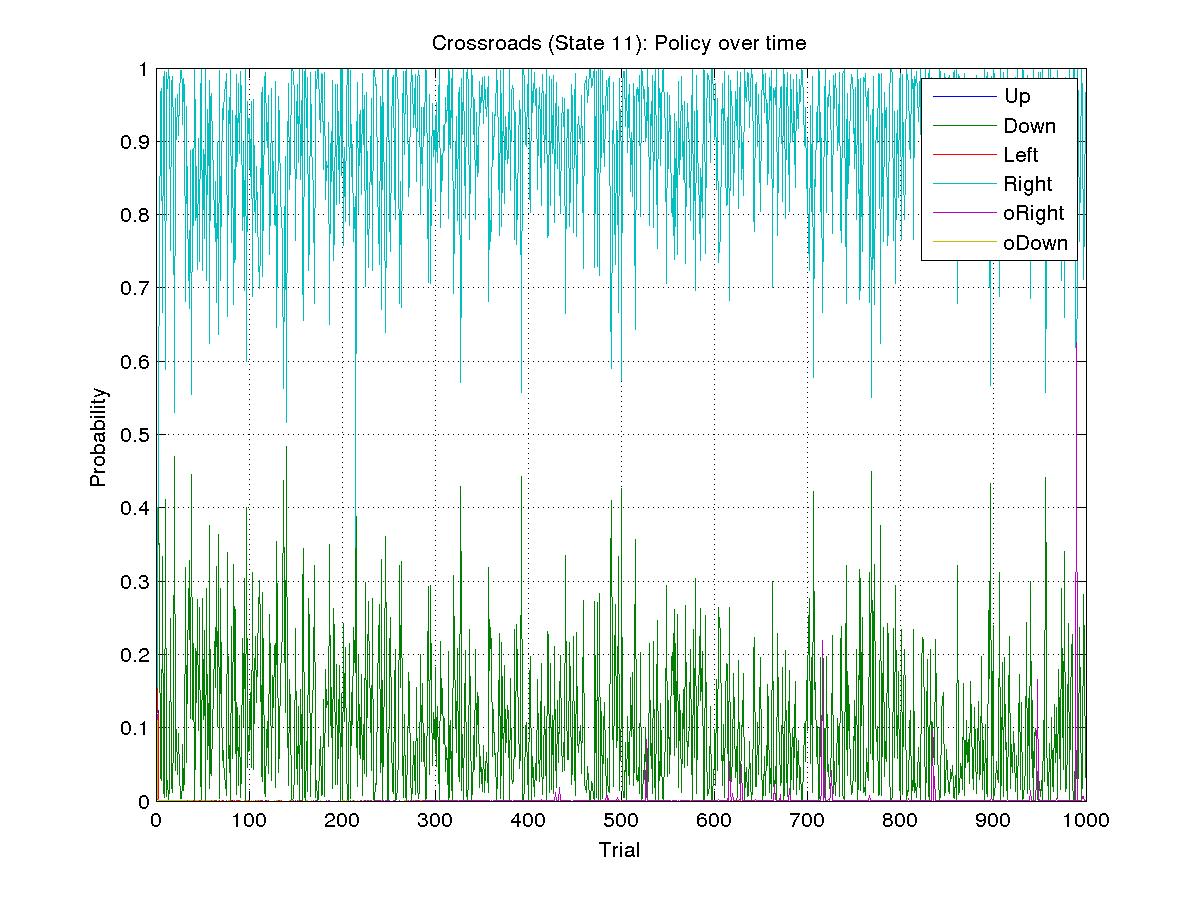 Crossroads (State 11): Policy over time
1
0.9
0.8
0.7
0.6
0.5
0.4
0.3
0.2
0.1
0
Probability
Up
Down
Left
Right
oRight
oDown
0 100 200 300 400 500 600 700 800 900 1000
Trial